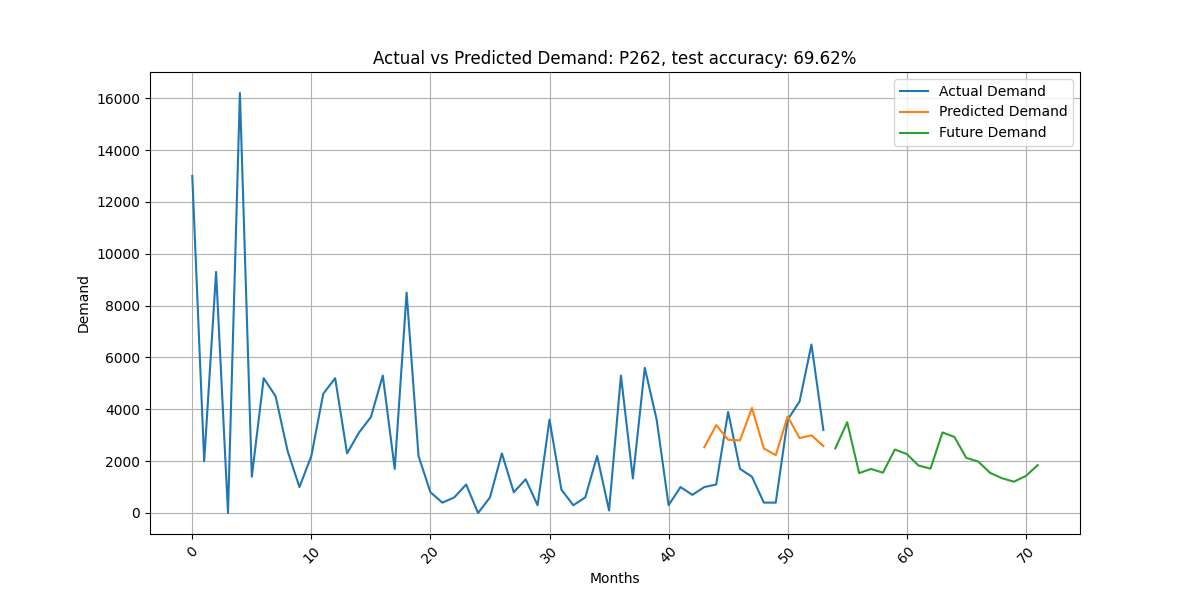 Actual vs Predicted Demand: P262, test accuracy: 69.62%
Actual Demand
Predicted Demand
Future Demand
16000
14000
12000
10000
8000
6000
4000
2000
0
Demand
0 10 20 30 40 50 60 70
Months